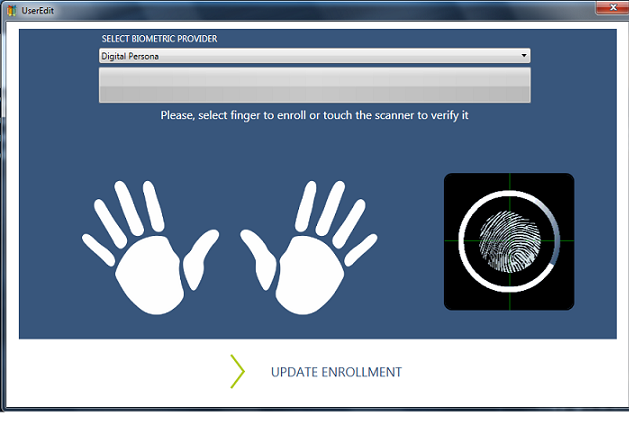 UserEdit
SELECT BIOMETRIC PROVIDER
Digital Persona
Please, select finger to enroll or touch the scanner to verify it
UPDATE ENROLLMENT